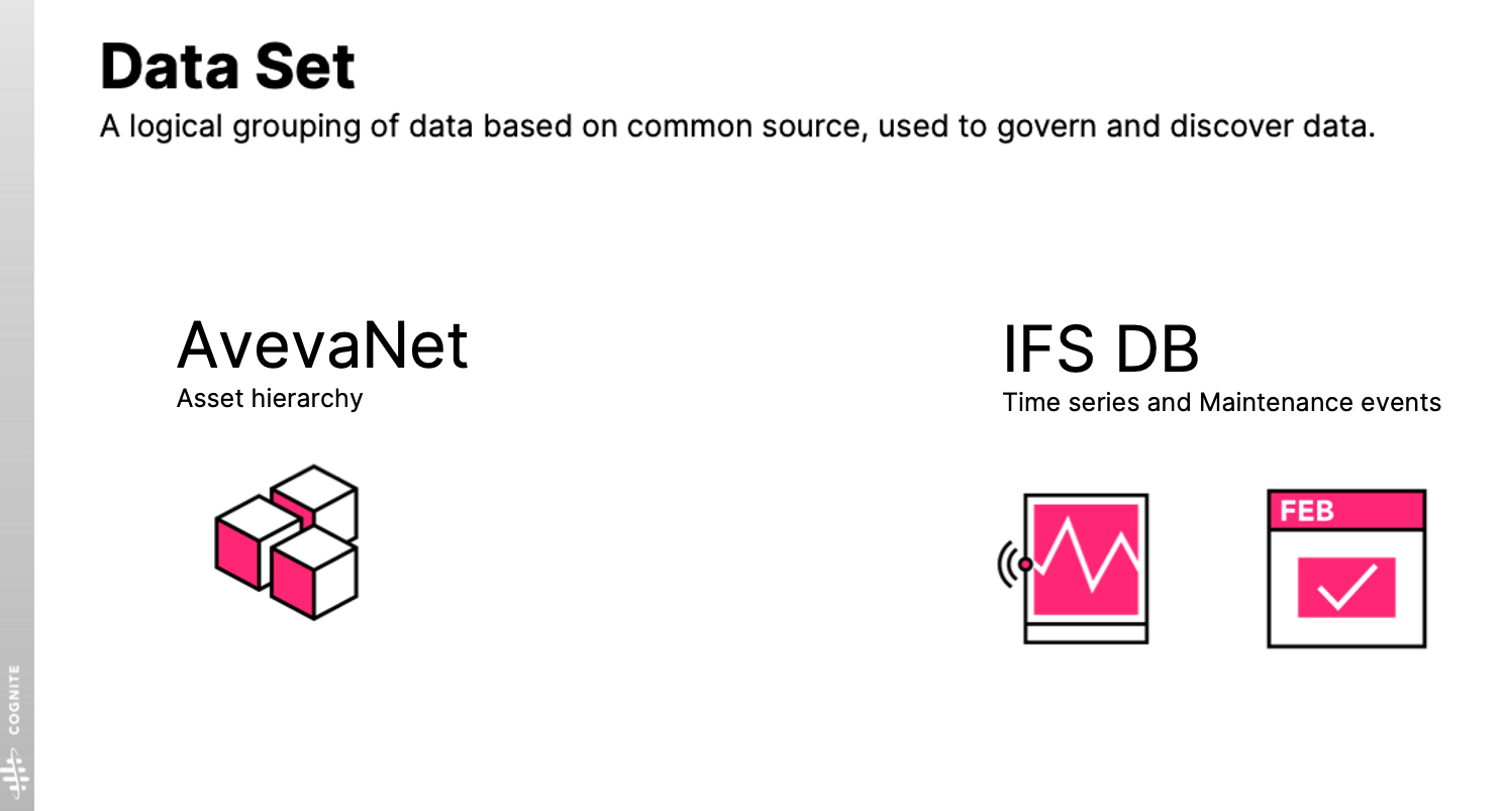 Data Set
A logical grouping of data based on common source, used to govern and discover data.
AvevaNet
Asset hierarchy
IFS DB
Time series and Maintenance events
FEB
COGNITE